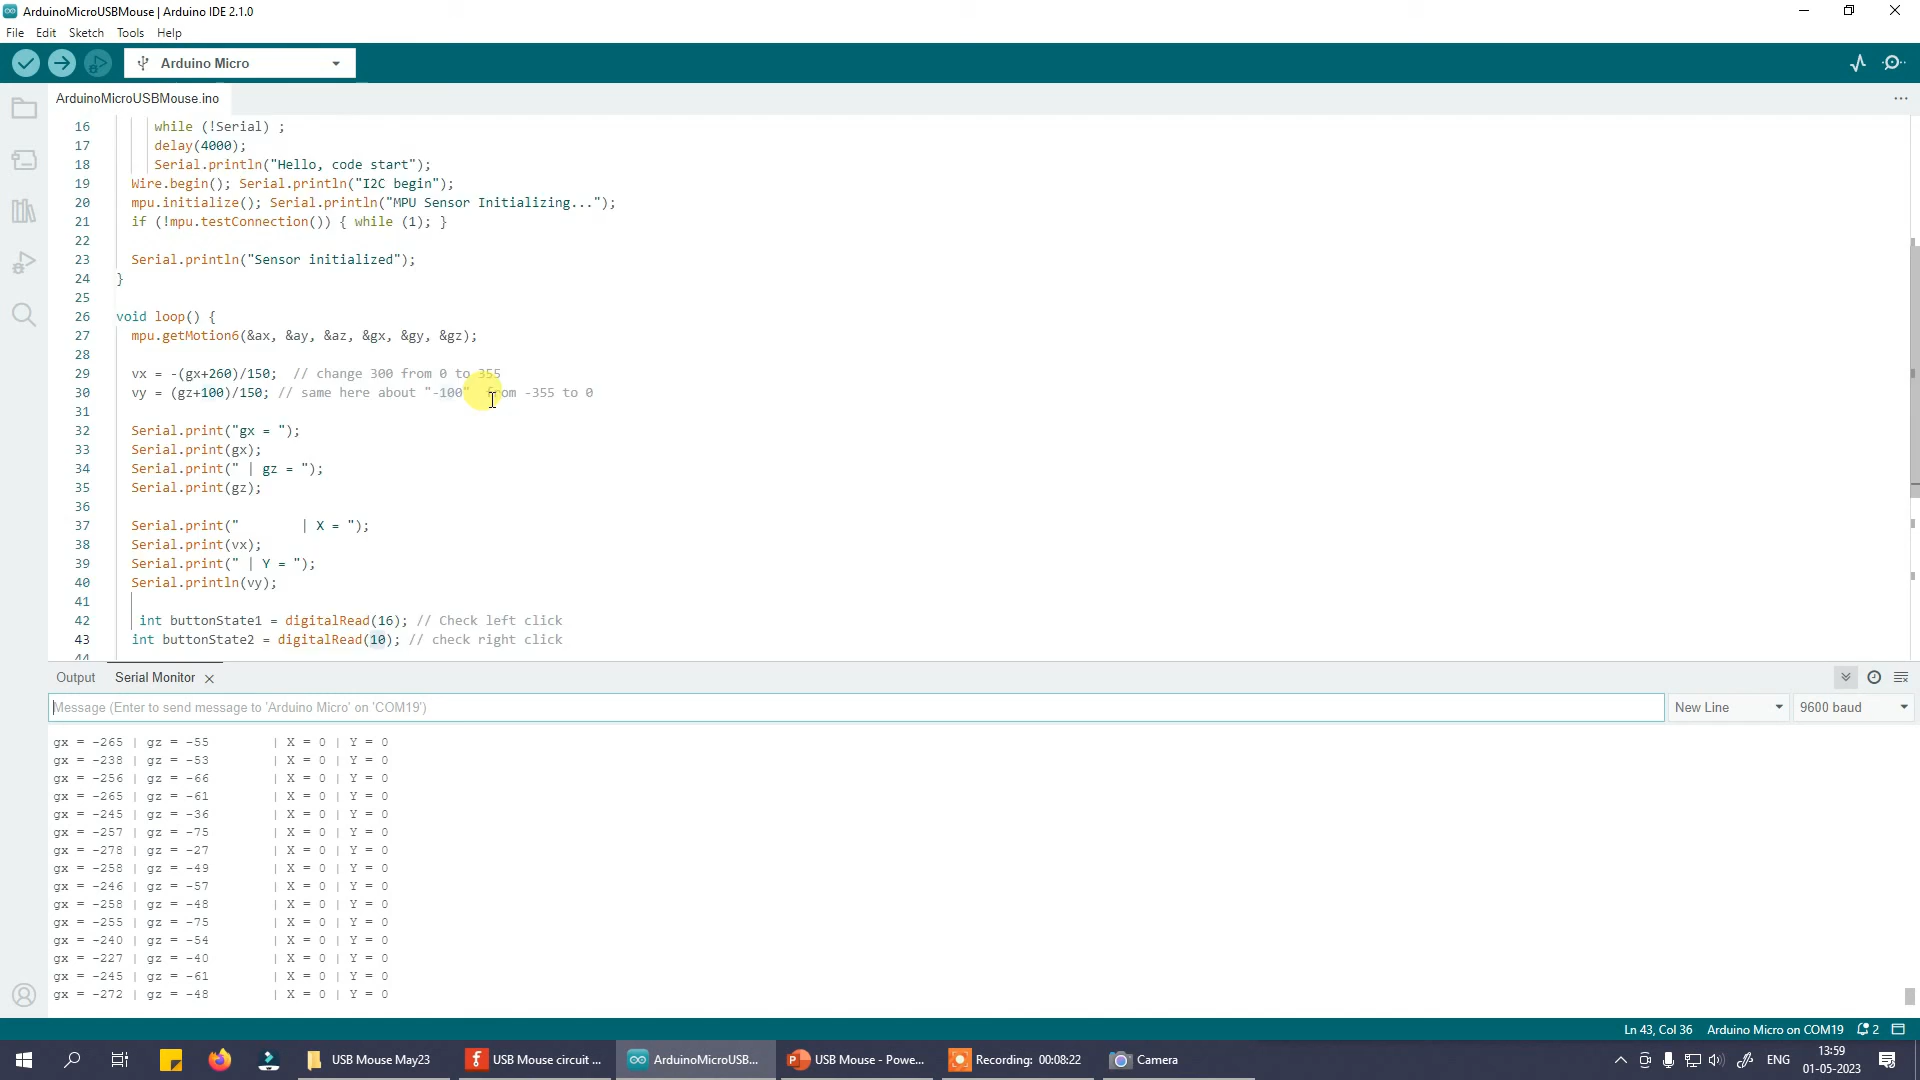 ArduinoMicroUSBMouse | Arduino IDE 2.1.0
File Edit Sketch Tools Help
Arduino Micro
ArduinoMicroUSBMouse.ino
16 while (!Serial) ;
17 delay(4000);
18 Serial.println("Hello, code start");
19 Wire.begin(); Serial.println("I2C begin");
20 mpu.initialize(); Serial.println("MPU Sensor Initializing...");
21 if (!mpu.testConnection()) { while (1); }
22
23 Serial.println("Sensor initialized");
24 }
25
26 void loop() {
27 mpu.getMotion6(&ax, &ay, &az, &gx, &gy, &gz);
28
29 vx = -(gx+260)/150; // change 300 from 0 to 355
30 vy = (gz+100)/150; // same here about "-100" from -355 to 0
31
32 Serial.print("gx = ");
33 Serial.print(gx);
34 Serial.print(" | gz = ");
35 Serial.print(gz);
36
37 Serial.print("        | X = ");
38 Serial.print(vx);
39 Serial.print(" | Y = ");
40 Serial.println(vy);
41
42 int buttonState1 = digitalRead(16); // Check left click
43 int buttonState2 = digitalRead(10); // check right click
44
Output Serial Monitor
Message (Enter to send message to 'Arduino Micro' on 'COM19') New Line 9600 baud
gx = -265 | gz = -55 | X = 0 | Y = 0
gx = -238 | gz = -53 | X = 0 | Y = 0
gx = -256 | gz = -66 | X = 0 | Y = 0
gx = -265 | gz = -61 | X = 0 | Y = 0
gx = -245 | gz = -36 | X = 0 | Y = 0
gx = -257 | gz = -75 | X = 0 | Y = 0
gx = -278 | gz = -27 | X = 0 | Y = 0
gx = -258 | gz = -49 | X = 0 | Y = 0
gx = -246 | gz = -57 | X = 0 | Y = 0
gx = -258 | gz = -48 | X = 0 | Y = 0
gx = -255 | gz = -75 | X = 0 | Y = 0
gx = -240 | gz = -54 | X = 0 | Y = 0
gx = -227 | gz = -40 | X = 0 | Y = 0
gx = -245 | gz = -61 | X = 0 | Y = 0
gx = -272 | gz = -48 | X = 0 | Y = 0
Ln 43, Col 36 Arduino Micro on COM19 2
USB Mouse May23 USB Mouse circuit ... ArduinoMicroUSB... USB Mouse - Powe... Recording: 00:08:22 Camera ENG 13:59
01-05-2023